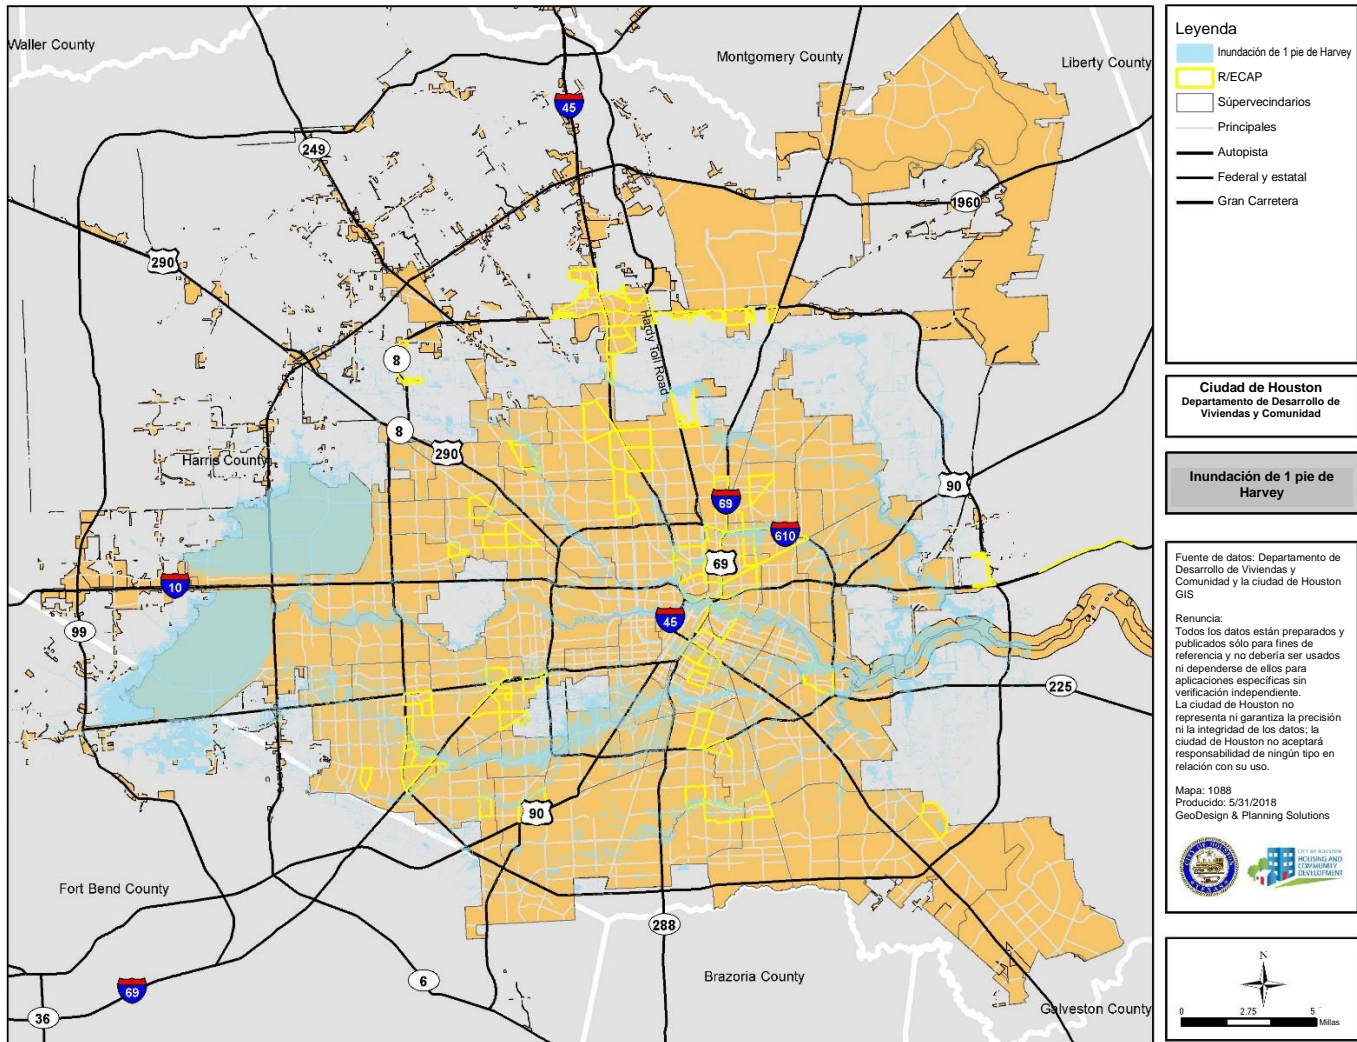 Waller County
Montgomery County
Liberty County
45
249
1960
290
Hardy Toll Road
8
8
290
Harris County
90
69
610
69
10
45
99
225
90
Fort Bend County
288
6
Brazoria County
69
36
Galveston County
Leyenda
Inundación de 1 pie de Harvey
R/ECAP
Súpervecindarios
Principales
Autopista
Federal y estatal
Gran Carretera
Ciudad de Houston
Departamento de Desarrollo de
Viviendas y Comunidad
Inundación de 1 pie de
Harvey
Fuente de datos: Departamento de
Desarrollo de Viviendas y
Comunidad y la ciudad de Houston
GIS
Renuncia:
Todos los datos están preparados y
publicados sólo para fines de
referencia y no debería ser usados
ni dependerse de ellos para
aplicaciones específicas sin
verificación independiente.
La ciudad de Houston no
representa ni garantiza la precisión
ni la integridad de los datos; la
ciudad de Houston no aceptará
responsabilidad de ningún tipo en
relación con su uso.
Mapa: 1088
Producido: 5/31/2018
GeoDesign & Planning Solutions
CITY OF HOUSTON
TEXAS
CITY OF HOUSTON
HOUSING AND
COMMUNITY
DEVELOPMENT
N
0 2.75 5
Millas